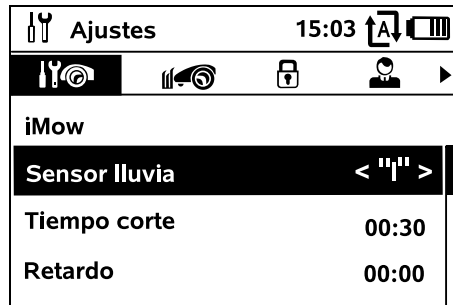 Ajustes 15:03 A
iMow
Sensor lluvia < "I" >
Tiempo corte 00:30
Retardo 00:00